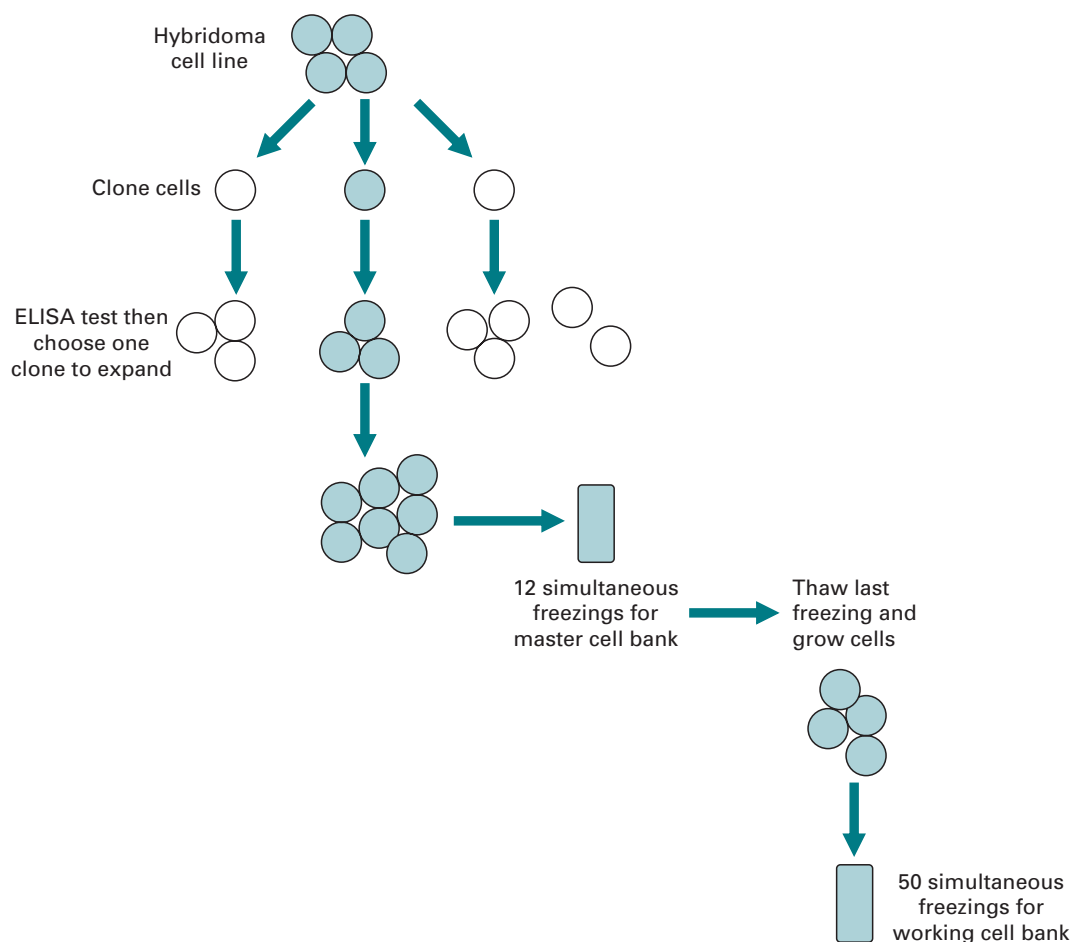 Hybridoma
cell line
Clone cells
ELISA test then
choose one
clone to expand
12 simultaneous
freezings for
master cell bank
Thaw last
freezing and
grow cells
50 simultaneous
freezings for
working cell bank